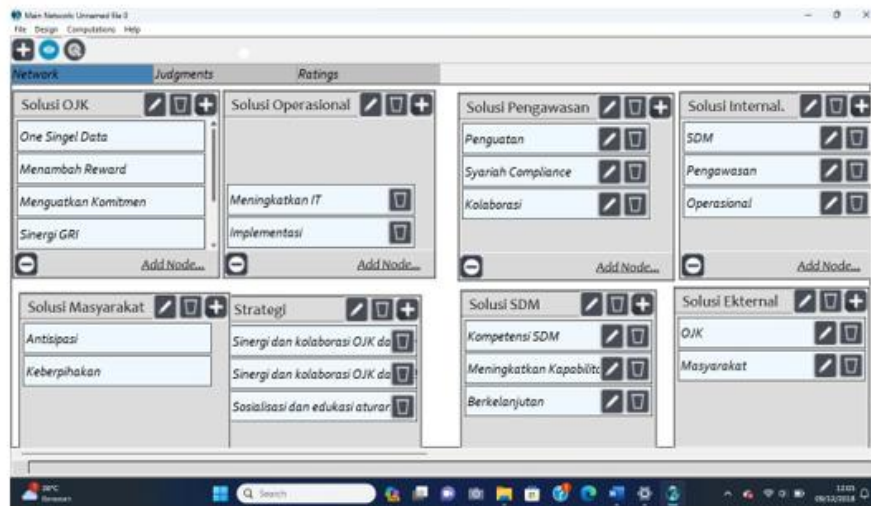 Main Network: Unnamed file 0
File Design Computations Help
Network Judgments Ratings
Solusi OJK
One Singel Data
Menambah Reward
Menguatkan Komitmen
Sinergi GRI
Add Node...
Solusi Operasional
Meningkatkan IT
Implementasi
Add Node...
Solusi Pengawasan
Penguatan
Syariah Compliance
Kolaborasi
Add Node...
Solusi Internal.
SDM
Pengawasan
Operasional
Add Node...
Solusi Masyarakat
Antisipasi
Keberpihakan
Strategi
Sinergi dan kolaborasi OJK da
Sinergi dan kolaborasi OJK da
Sosialisasi dan edukasi aturan
Solusi SDM
Kompetensi SDM
Meningkatkan Kapabilita
Berkelanjutan
Solusi Ekternal
OJK
Masyarakat
Search